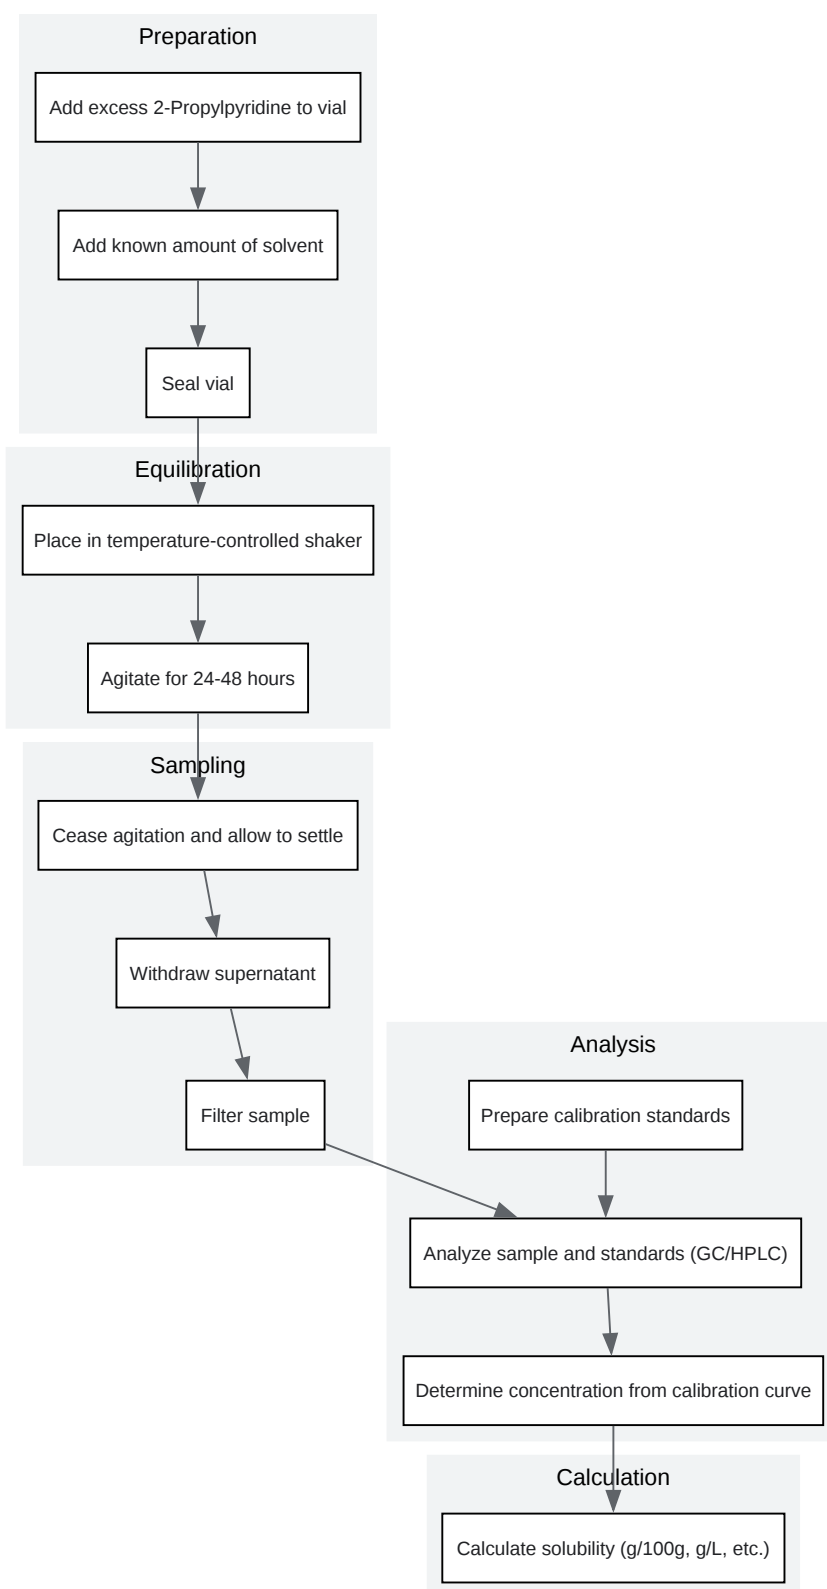 Preparation
Add excess 2-Propylpyridine to vial
Add known amount of solvent
Seal vial
Equilibration
Place in temperature-controlled shaker
Agitate for 24-48 hours
Sampling
Cease agitation and allow to settle
Withdraw supernatant
Filter sample
Analysis
Prepare calibration standards
Analyze sample and standards (GC/HPLC)
Determine concentration from calibration curve
Calculation
Calculate solubility (g/100g, g/L, etc.)